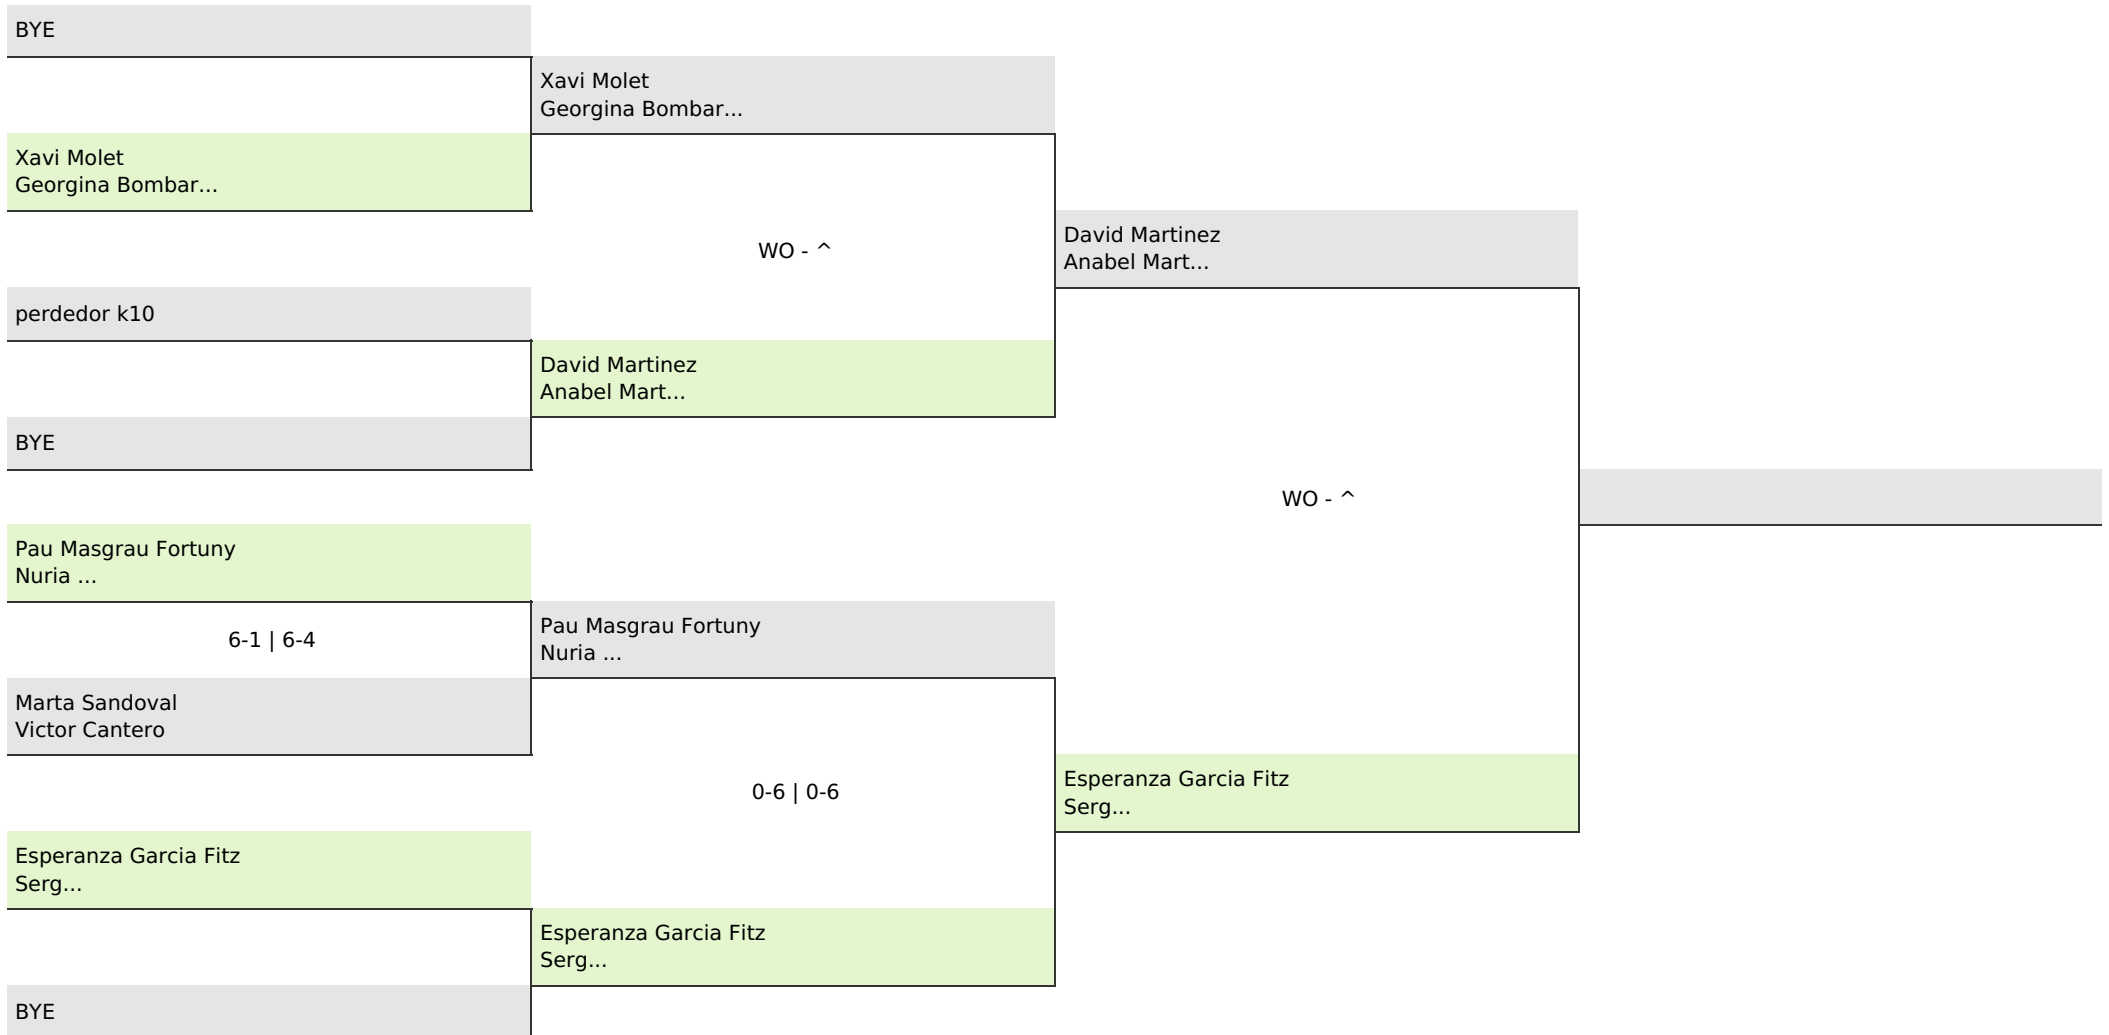 BYE
Xavi Molet
Georgina Bombar...
Xavi Molet
Georgina Bombar...
WO - ^
David Martinez
Anabel Mart...
perdedor k10
David Martinez
Anabel Mart...
BYE
WO - ^
Pau Masgrau Fortuny
Nuria ...
6-1 | 6-4
Pau Masgrau Fortuny
Nuria ...
Marta Sandoval
Victor Cantero
0-6 | 0-6
Esperanza Garcia Fitz
Serg...
Esperanza Garcia Fitz
Serg...
Esperanza Garcia Fitz
Serg...
BYE